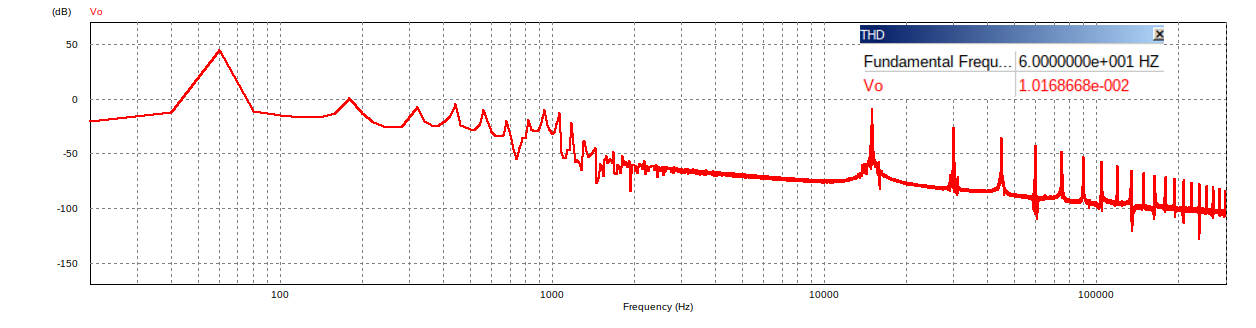 (dB) Vo
THD
Fundamental Frequ... 6.0000000e+001 HZ
Vo 1.0168668e-002
50
0
-50
-100
-150
100 1000 10000 100000
Frequency (Hz)